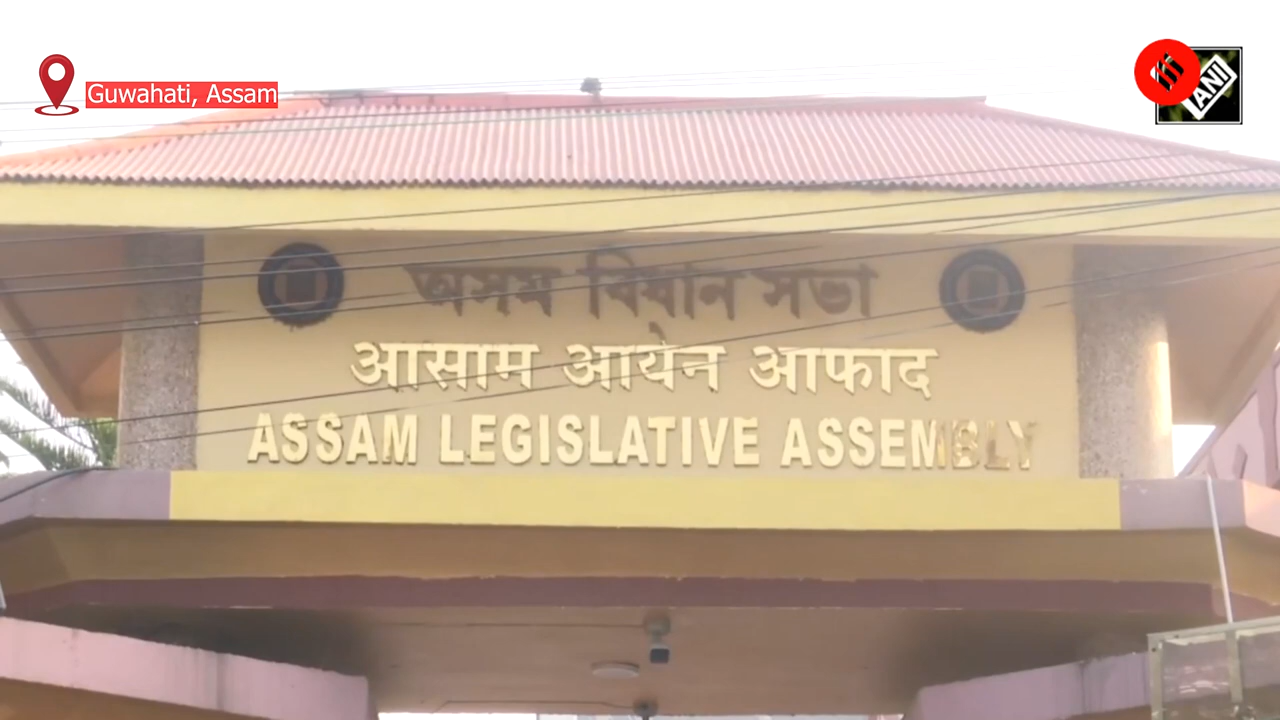 Guwahati, Assam
ANI
অসম বিধান সভা
आसाम आयेन आफाद
ASSAM LEGISLATIVE ASSEMBLY